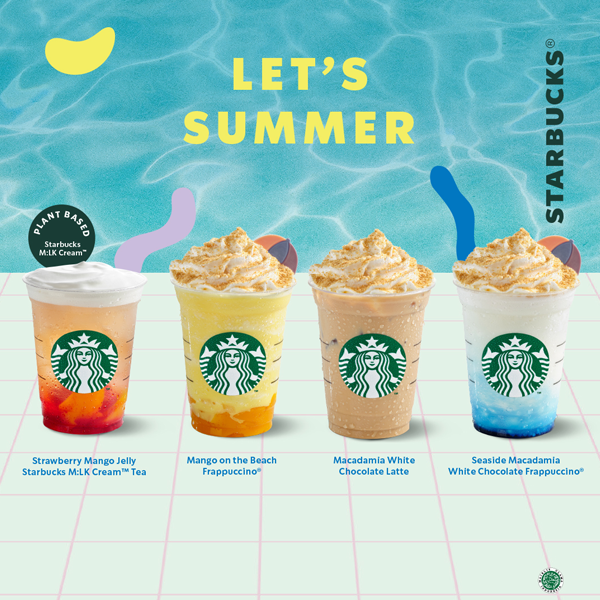 LET'S
SUMMER
STARBUCKS®
PLANT BASED
Starbucks
M:LK Cream™
Strawberry Mango Jelly
Starbucks M:LK Cream™ Tea
Mango on the Beach
Frappuccino®
Macadamia White
Chocolate Latte
Seaside Macadamia
White Chocolate Frappuccino®